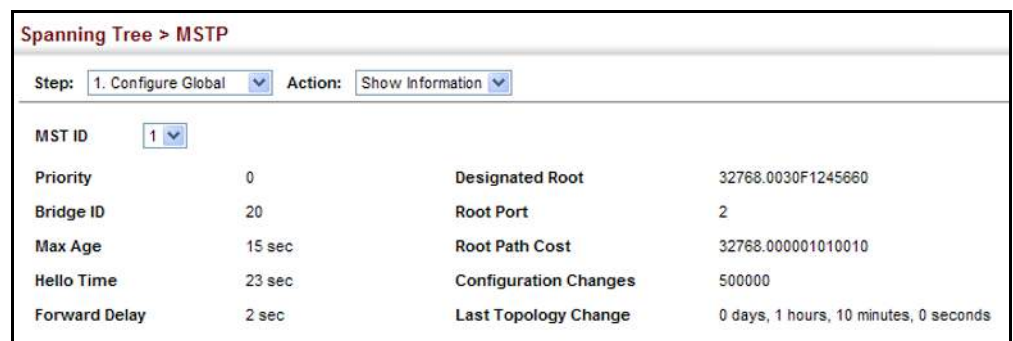 Spanning Tree > MSTP
Step: 1. Configure Global Action: Show Information
MST ID 1
Priority 0 Designated Root 32768.0030F1245660
Bridge ID 20 Root Port 2
Max Age 15 sec Root Path Cost 32768.000001010010
Hello Time 23 sec Configuration Changes 500000
Forward Delay 2 sec Last Topology Change 0 days, 1 hours, 10 minutes, 0 seconds